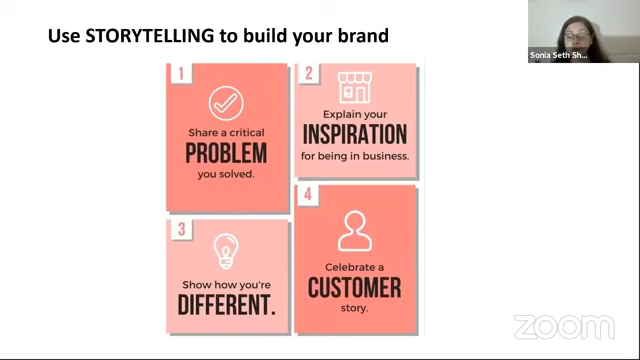 Use STORYTELLING to build your brand
Sonia Seth Sh...
1
Share a critical
PROBLEM
you solved.
2
Explain your
INSPIRATION
for being in business.
3
Show how you're
DIFFERENT.
4
Celebrate a
CUSTOMER
story.
zoom